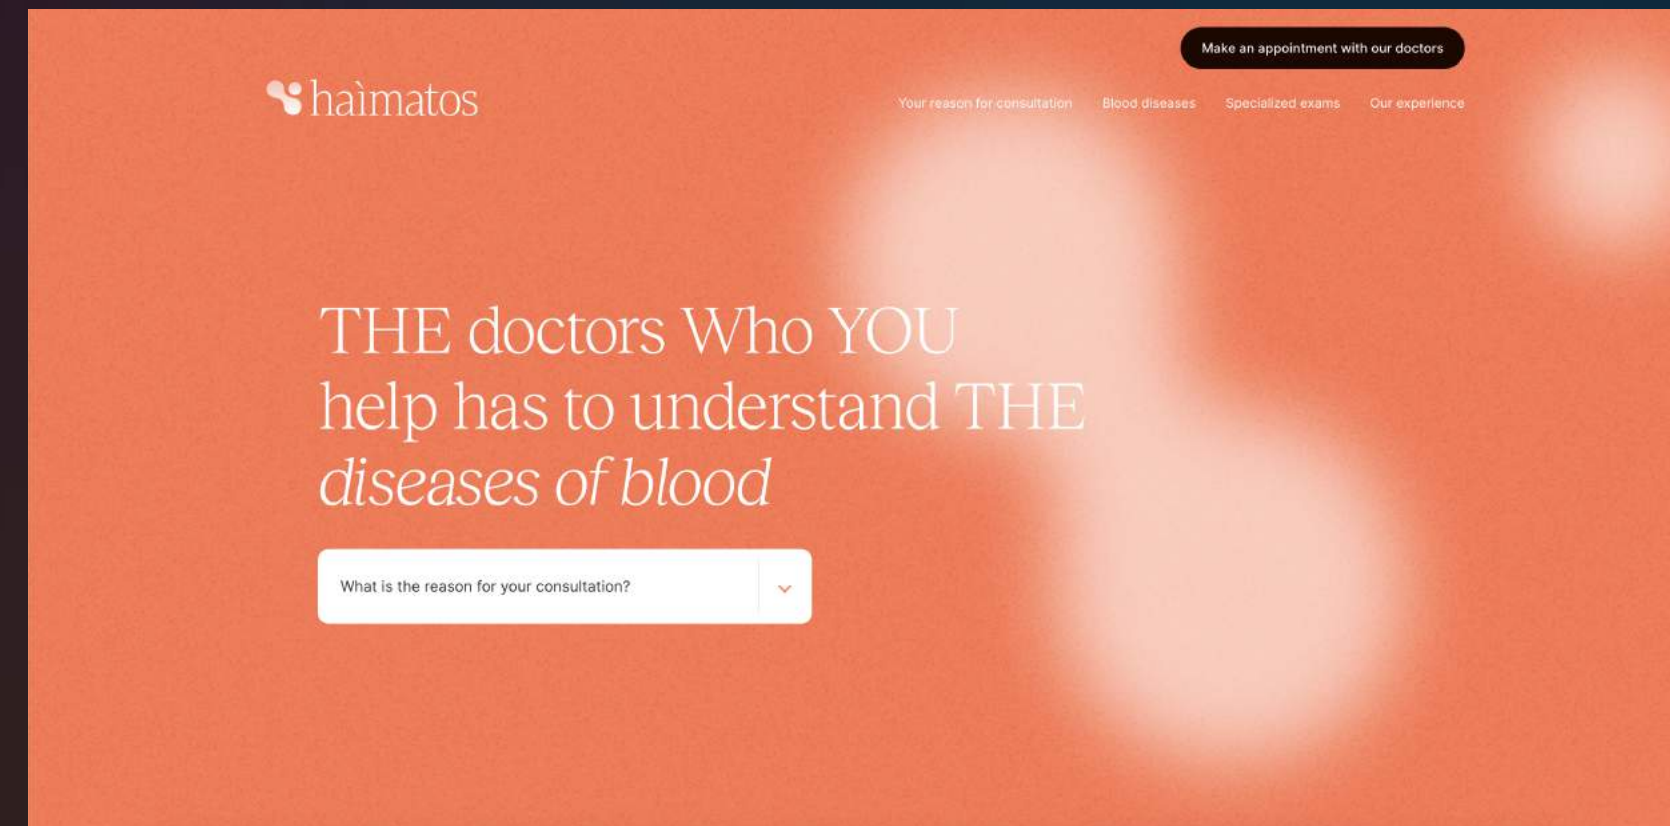 Make an appointment with our doctors
haìmatos
Your reason for consultation Blood diseases Specialized exams Our experience
THE doctors Who YOU
help has to understand THE
diseases of blood
What is the reason for your consultation?